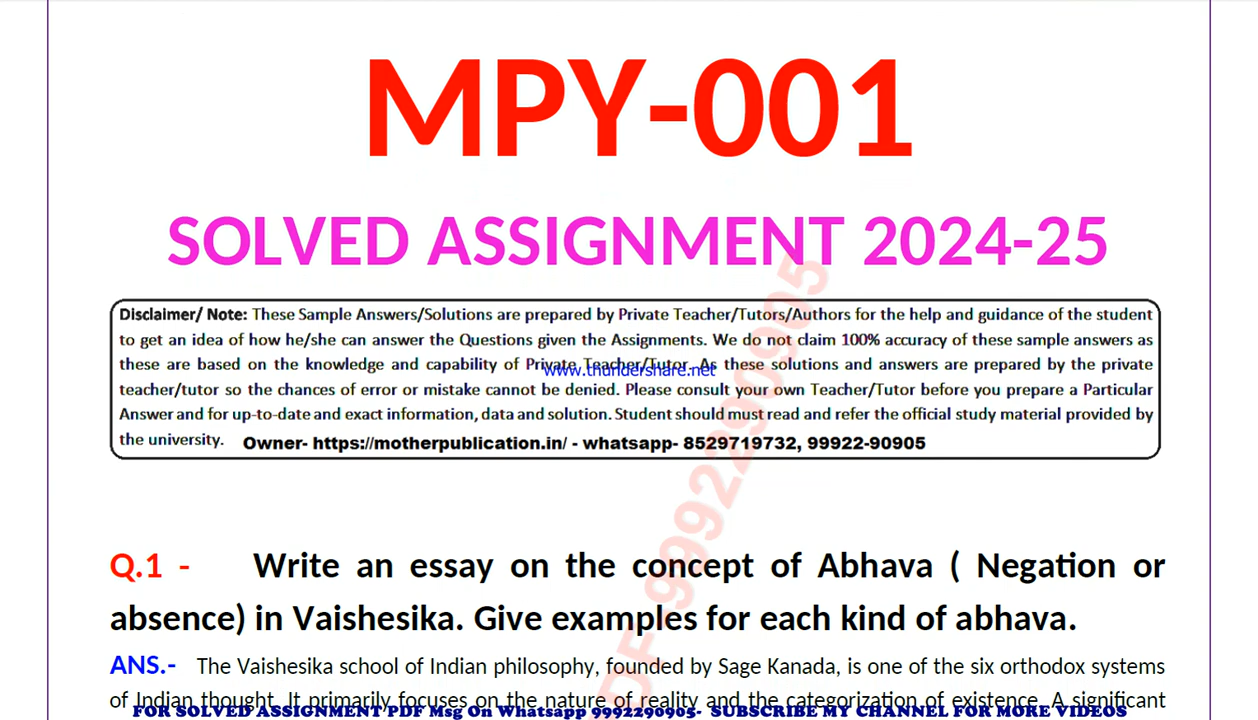 MPY-001
SOLVED ASSIGNMENT 2024-25
Disclaimer/ Note: These Sample Answers/Solutions are prepared by Private Teacher/Tutors/Authors for the help and guidance of the student
to get an idea of how he/she can answer the Questions given the Assignments. We do not claim 100% accuracy of these sample answers as
these are based on the knowledge and capability of Private Teacher/Tutor. As these solutions and answers are prepared by the private
www.thundershare.net
teacher/tutor so the chances of error or mistake cannot be denied. Please consult your own Teacher/Tutor before you prepare a Particular
Answer and for up-to-date and exact information, data and solution. Student should must read and refer the official study material provided by
the university. Owner- https://motherpublication.in/ - whatsapp- 8529719732, 99922-90905
PDF-9992290905
Q.1 - Write an essay on the concept of Abhava ( Negation or
absence) in Vaishesika. Give examples for each kind of abhava.
ANS.- The Vaishesika school of Indian philosophy, founded by Sage Kanada, is one of the six orthodox systems
of Indian thought. It primarily focuses on the nature of reality and the categorization of existence. A significant
FOR SOLVED ASSIGNMENT PDF Msg On Whatsapp 9992290905- SUBSCRIBE MY CHANNEL FOR MORE VIDEOS